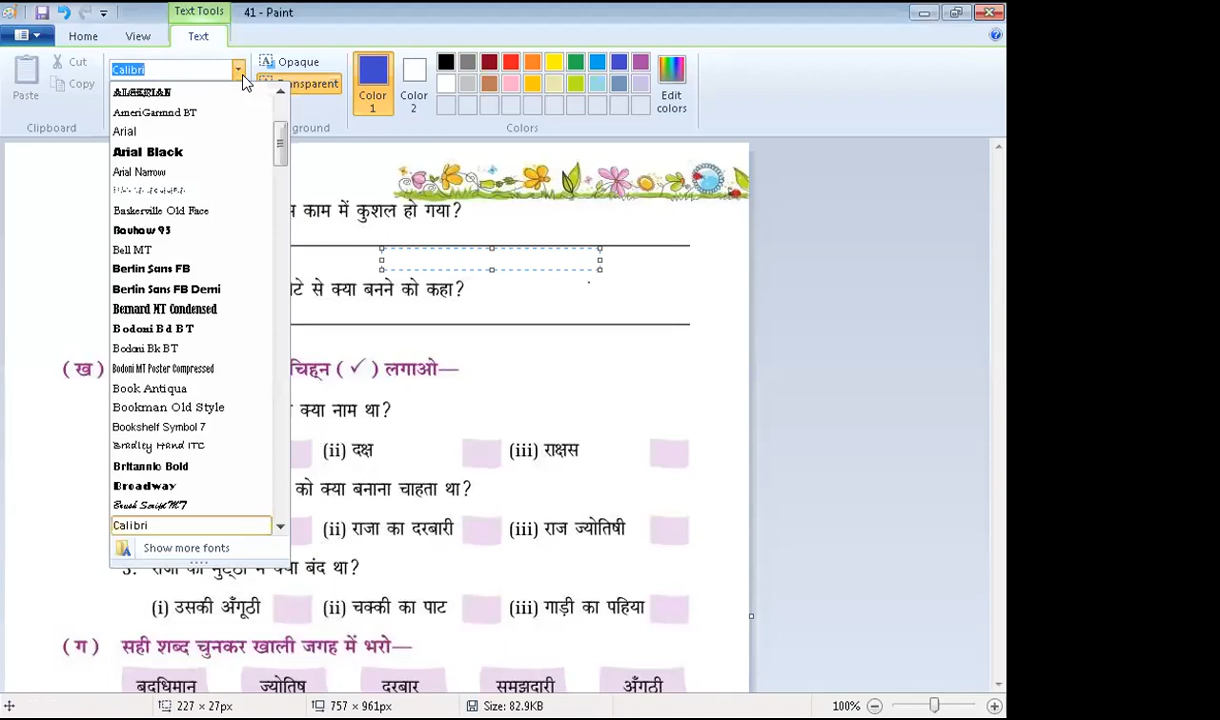 Text Tools
41 - Paint
Home
View
Text
Paste
Cut
Copy
Clipboard
Calibri
Opaque
ransparent
ground
Color 1
Color 2
Edit colors
Colors
ALGERIAN
AmeriGarmnd BT
Arial
Arial Black
Arial Narrow
Baskerville Old Face
Bauhaw 93
Bell MT
Berlin Sans FB
Berlin Sans FB Demi
Bernard MT Condensed
Bodoni Bd BT
Bodoni Bk BT
Bodoni MT Poster Compressed
Book Antiqua
Bookman Old Style
Bookshelf Symbol 7
Bradley Hand ITC
Britannic Bold
Broadway
Brush Script MT
Calibri
Show more fonts
काम में कुशल हो गया?
टे से क्या बनने को कहा?
( ख )
चिह्न ( ✓ ) लगाओ—
क्या नाम था?
(ii) दक्ष
(iii) राक्षस
को क्या बनाना चाहता था?
(ii) राजा का दरबारी
(iii) राज ज्योतिषी
बंद था?
(i) उसकी अँगूठी
(ii) चक्की का पाट
(iii) गाड़ी का पहिया
( ग ) सही शब्द चुनकर खाली जगह में भरो—
ज्योतिष
दरबार
समझदारी
227 × 27px
757 × 961px
Size: 82.9KB
100%